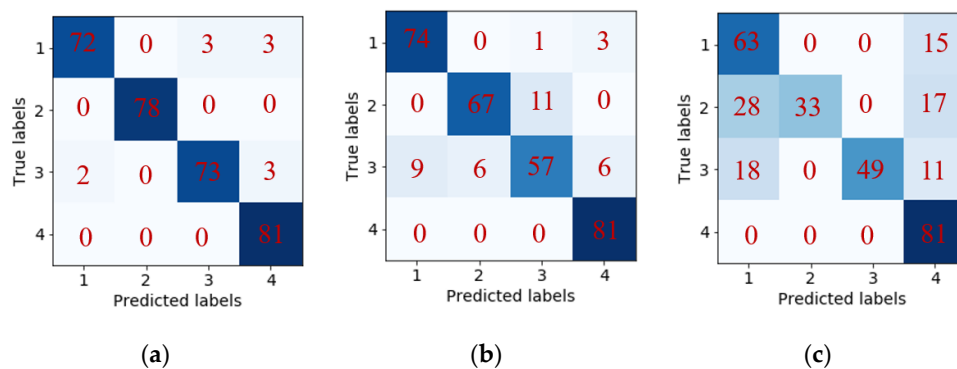 True labels
1 72 0 3 3
2 0 78 0 0
3 2 0 73 3
4 0 0 0 81
1 2 3 4
Predicted labels
(a)
True labels
1 74 0 1 3
2 0 67 11 0
3 9 6 57 6
4 0 0 0 81
1 2 3 4
Predicted labels
(b)
True labels
1 63 0 0 15
2 28 33 0 17
3 18 0 49 11
4 0 0 0 81
1 2 3 4
Predicted labels
(c)